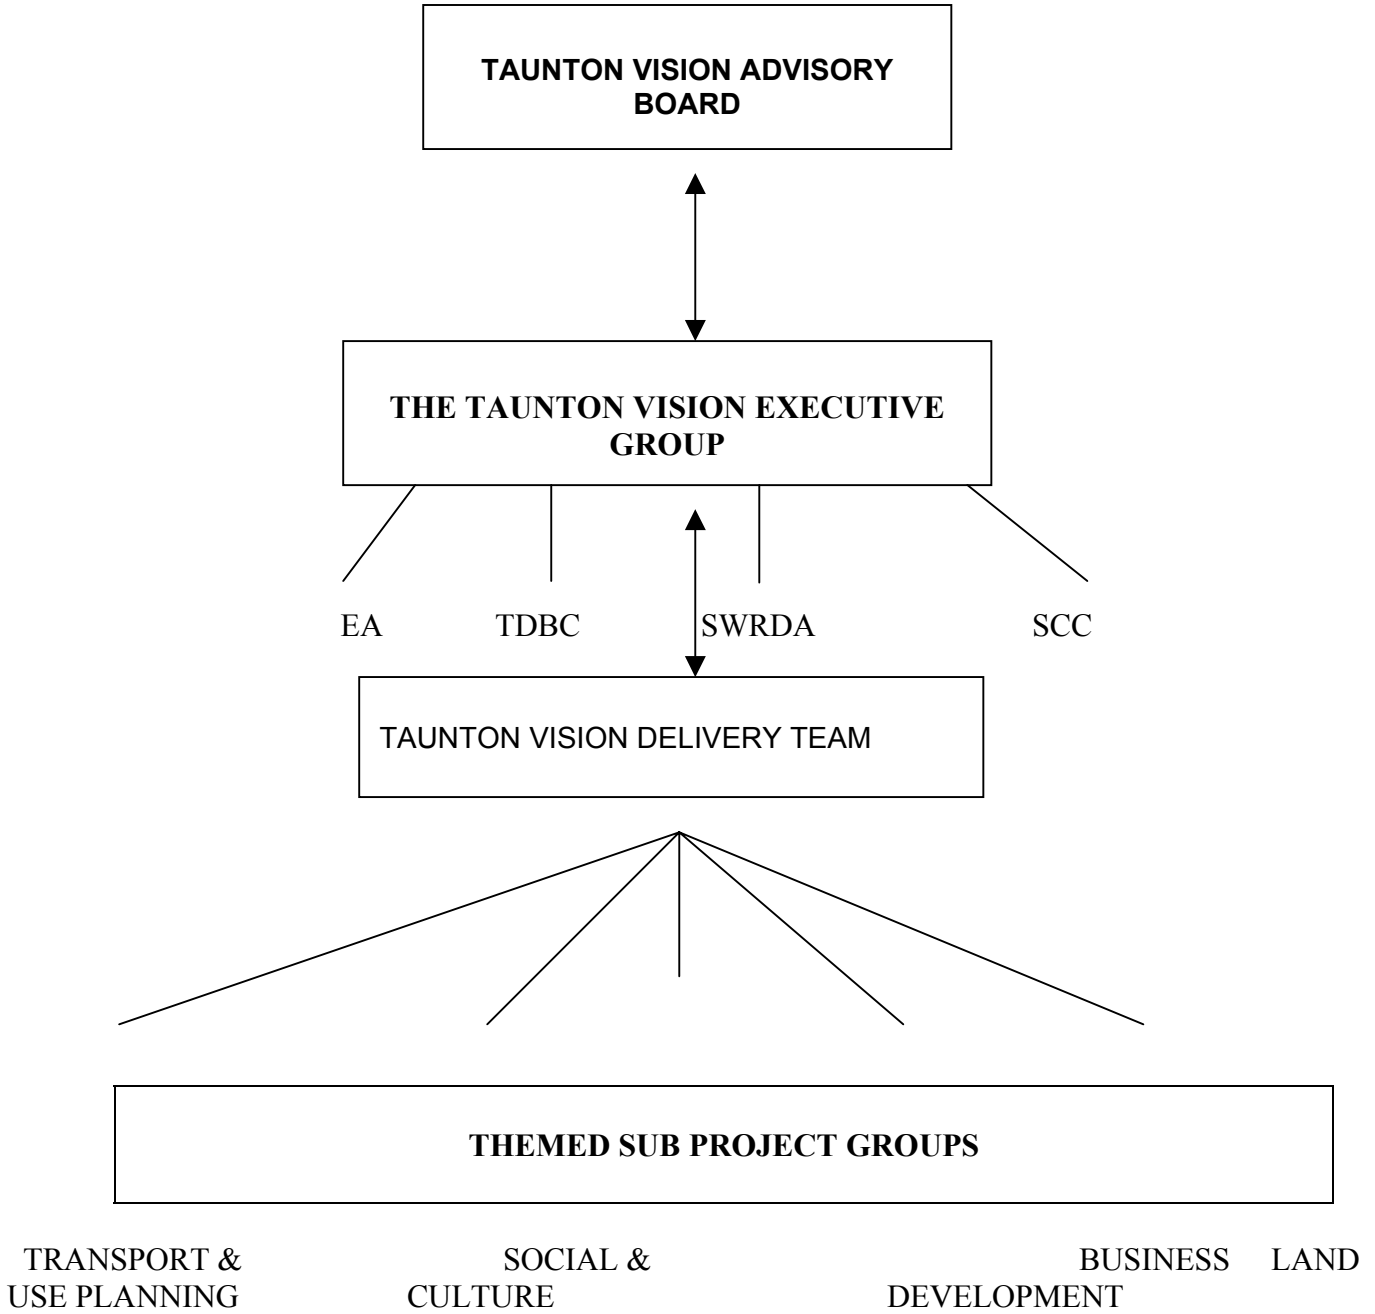 TAUNTON VISION ADVISORY
BOARD
THE TAUNTON VISION EXECUTIVE
GROUP
EA TDBC SWRDA SCC
TAUNTON VISION DELIVERY TEAM
THEMED SUB PROJECT GROUPS
TRANSPORT & SOCIAL & BUSINESS LAND
USE PLANNING CULTURE DEVELOPMENT